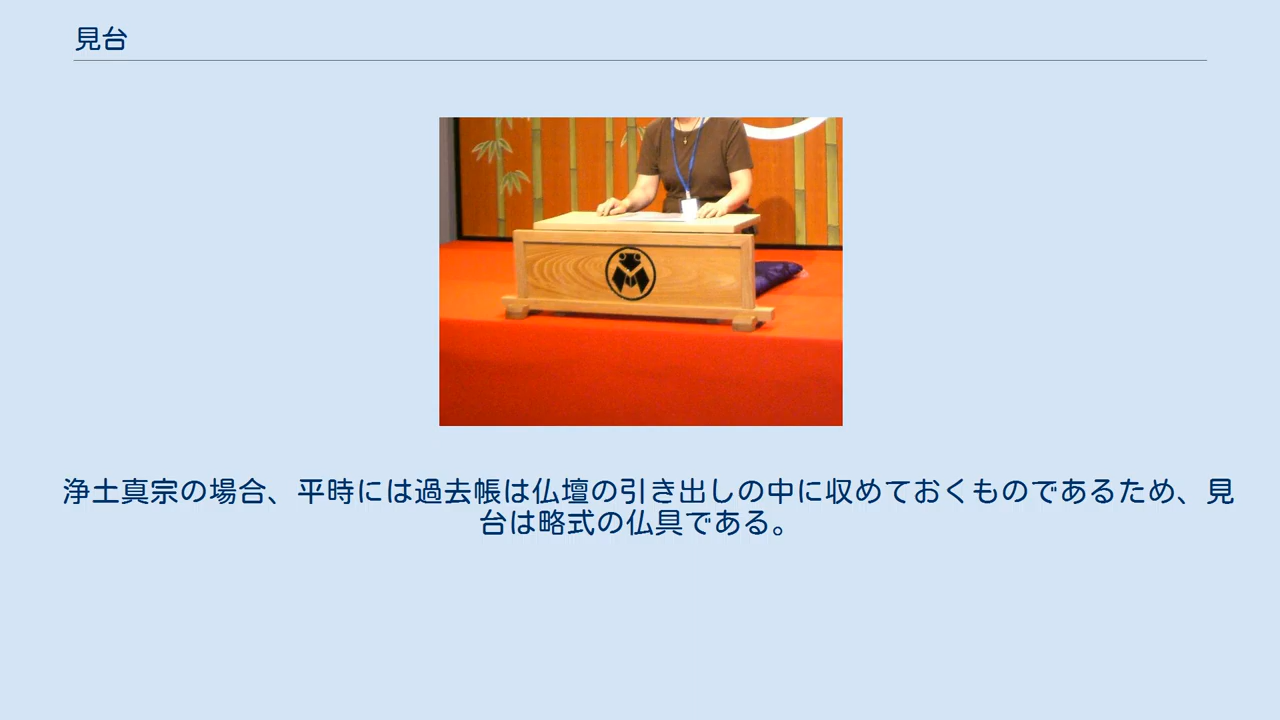 見台
浄土真宗の場合、平時には過去帳は仏壇の引き出しの中に収めておくものであるため、見
台は略式の仏具である。